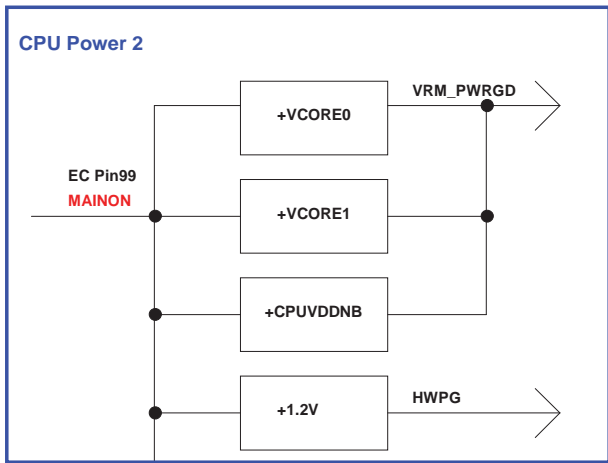 CPU Power 2
VRM_PWRGD
+VCORE0
EC Pin99
MAINON
+VCORE1
+CPUVDDNB
+1.2V
HWPG